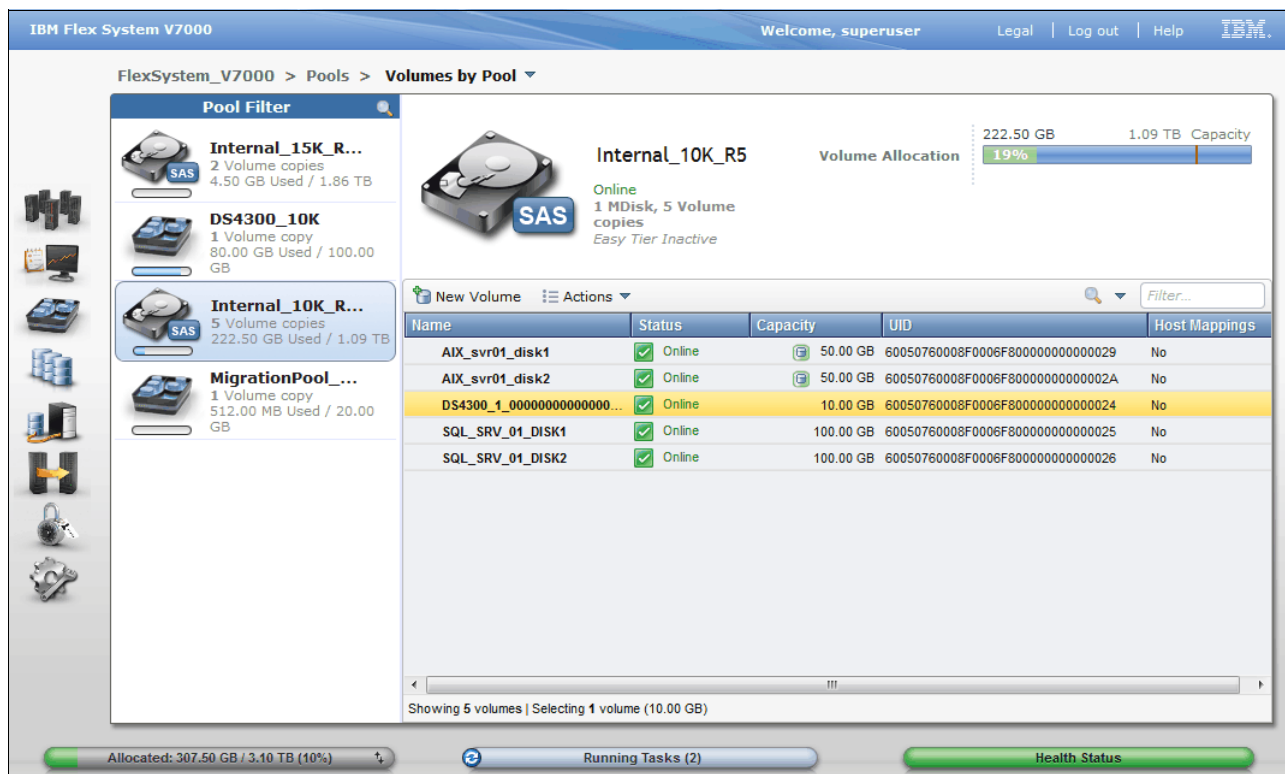 IBM Flex System V7000
Welcome, superuser
Legal | Log out | Help
IBM.
FlexSystem_V7000 > Pools > Volumes by Pool
Pool Filter
Internal_15K_R...
2 Volume copies
4.50 GB Used / 1.86 TB
SAS
DS4300_10K
1 Volume copy
80.00 GB Used / 100.00
GB
Internal_10K_R...
5 Volume copies
222.50 GB Used / 1.09 TB
SAS
MigrationPool_...
1 Volume copy
512.00 MB Used / 20.00
GB
SAS
Internal_10K_R5
Online
1 MDisk, 5 Volume
copies
Easy Tier Inactive
Volume Allocation
222.50 GB
1.09 TB Capacity
19%
New Volume Actions Filter...
Name Status Capacity UID Host Mappings
AIX_svr01_disk1 Online 50.00 GB 60050760008F0006F800000000000029 No
AIX_svr01_disk2 Online 50.00 GB 60050760008F0006F80000000000002A No
DS4300_1_00000000000000... Online 10.00 GB 60050760008F0006F800000000000024 No
SQL_SRV_01_DISK1 Online 100.00 GB 60050760008F0006F800000000000025 No
SQL_SRV_01_DISK2 Online 100.00 GB 60050760008F0006F800000000000026 No
Showing 5 volumes | Selecting 1 volume (10.00 GB)
Allocated: 307.50 GB / 3.10 TB (10%)
Running Tasks (2)
Health Status